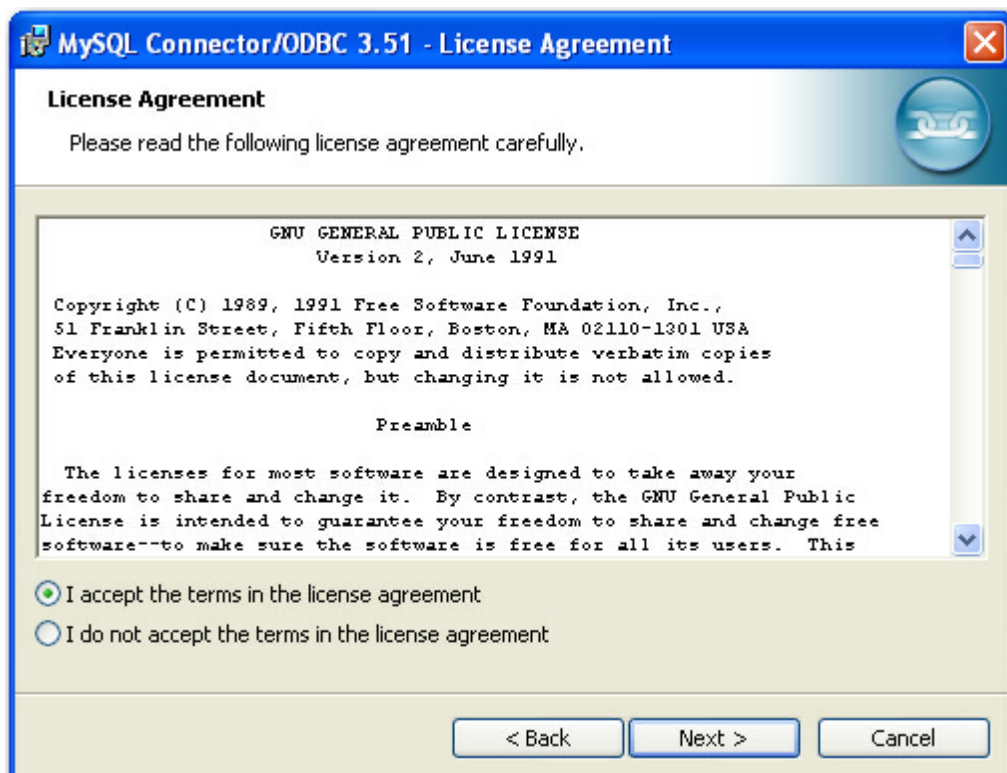 MySQL Connector/ODBC 3.51 - License Agreement
License Agreement
Please read the following license agreement carefully.
GNU GENERAL PUBLIC LICENSE
Version 2, June 1991
Copyright (C) 1989, 1991 Free Software Foundation, Inc.,
51 Franklin Street, Fifth Floor, Boston, MA 02110-1301 USA
Everyone is permitted to copy and distribute verbatim copies
of this license document, but changing it is not allowed.
Preamble
The licenses for most software are designed to take away your
freedom to share and change it. By contrast, the GNU General Public
License is intended to guarantee your freedom to share and change free
software--to make sure the software is free for all its users. This
I accept the terms in the license agreement
I do not accept the terms in the license agreement
< Back
Next >
Cancel